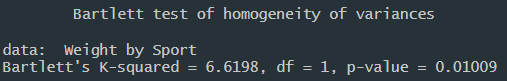 Bartlett test of homogeneity of variances
data:  Weight by Sport
Bartlett's K-squared = 6.6198, df = 1, p-value = 0.01009